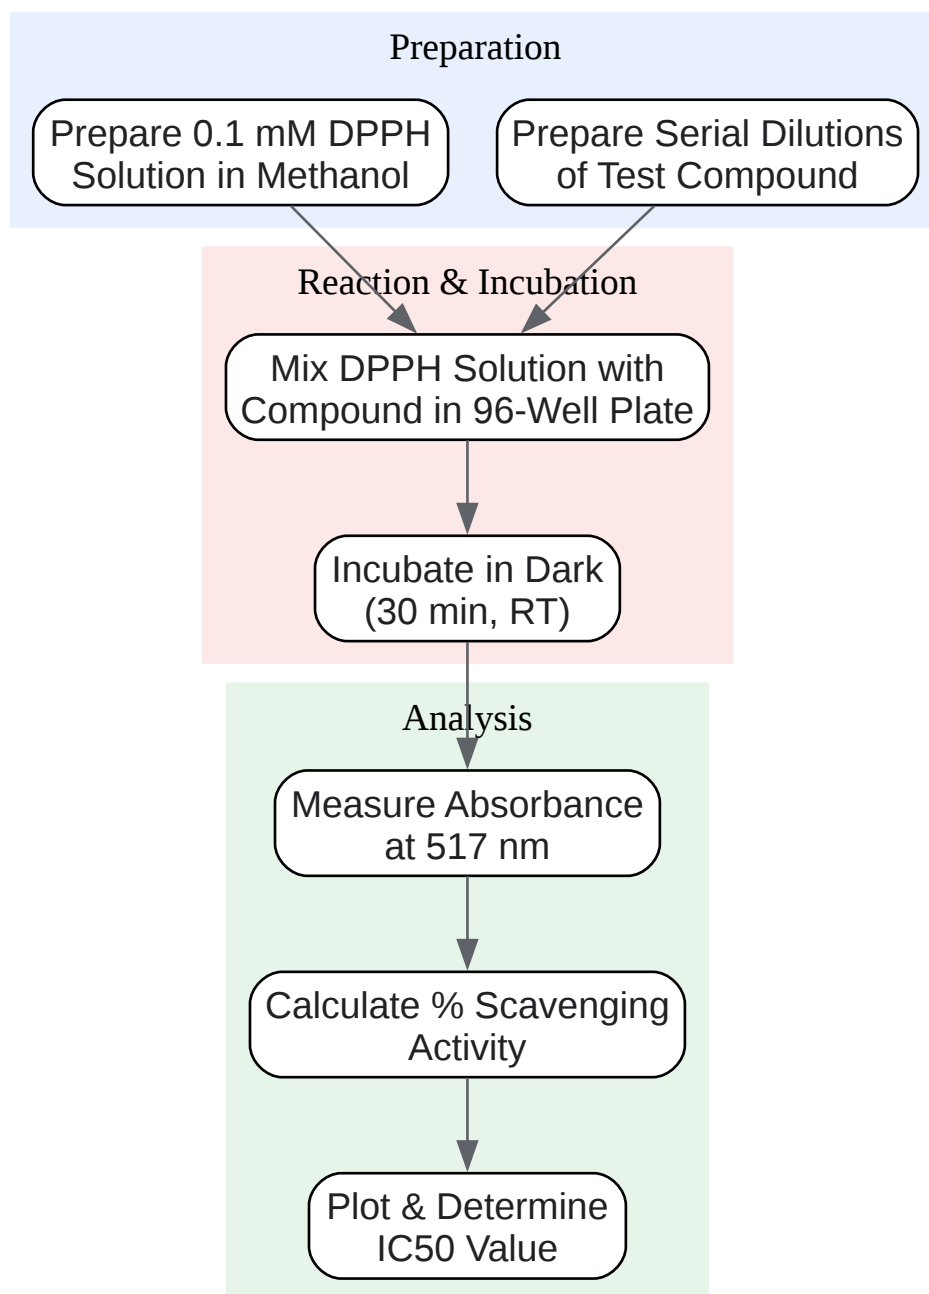 Preparation
Prepare 0.1 mM DPPH
Solution in Methanol
Prepare Serial Dilutions
of Test Compound
Reaction & Incubation
Mix DPPH Solution with
Compound in 96-Well Plate
Incubate in Dark
(30 min, RT)
Analysis
Measure Absorbance
at 517 nm
Calculate % Scavenging
Activity
Plot & Determine
IC50 Value